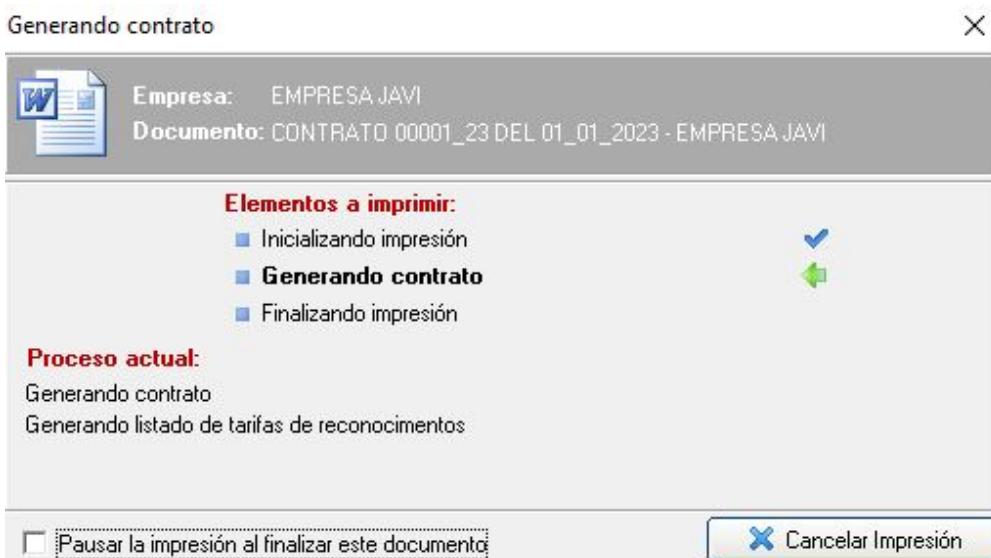 Generando contrato
Empresa: EMPRESA JAVI
Documento: CONTRATO 00001_23 DEL 01_01_2023 - EMPRESA JAVI
Elementos a imprimir:
Inicializando impresión
Generando contrato
Finalizando impresión
Proceso actual:
Generando contrato
Generando listado de tarifas de reconocimentos
Pausar la impresión al finalizar este documento
Cancelar Impresión